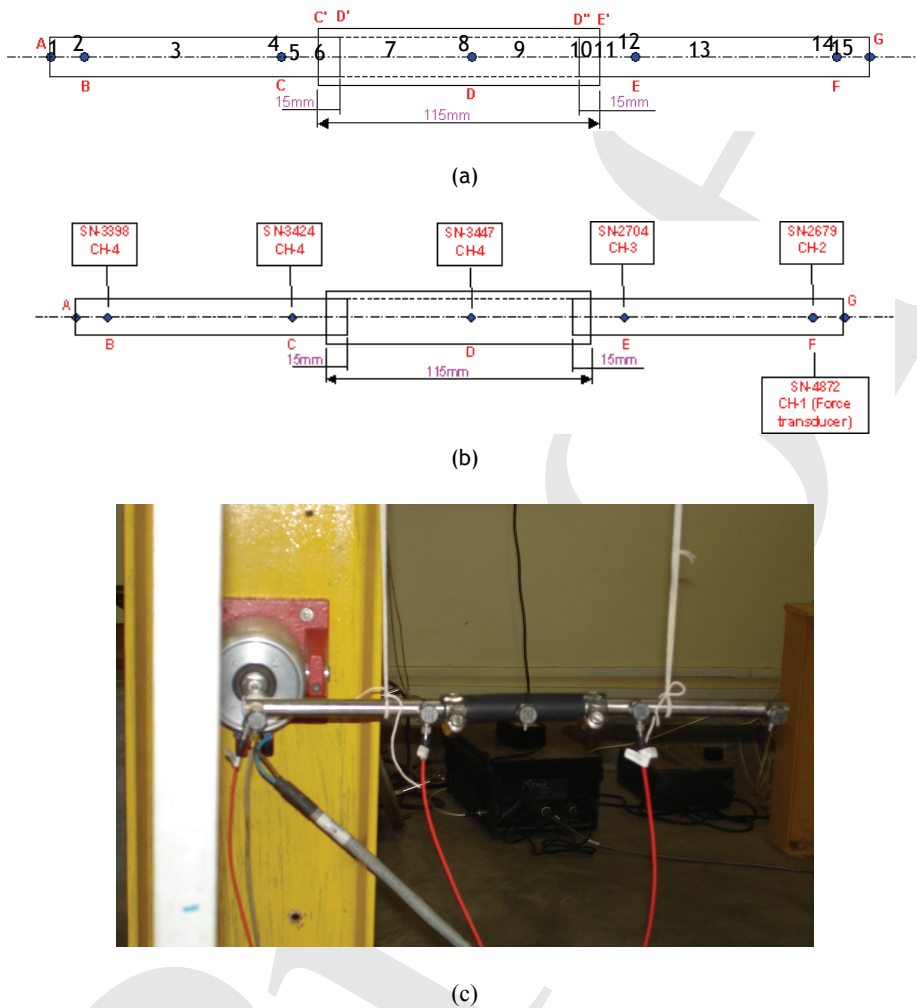 C' D' D" E'
A 1 2 3 4 5 6 7 8 9 10 11 12 13 14 15 G
B C D E F
15mm 15mm
115mm
(a)
SN-3398
CH-4
SN-3424
CH-4
SN-3447
CH-4
SN-2704
CH-3
SN-2679
CH-2
A G
B C D E F
15mm 15mm
115mm
SN-4872
CH-1 (Force
transducer)
(b)
(c)